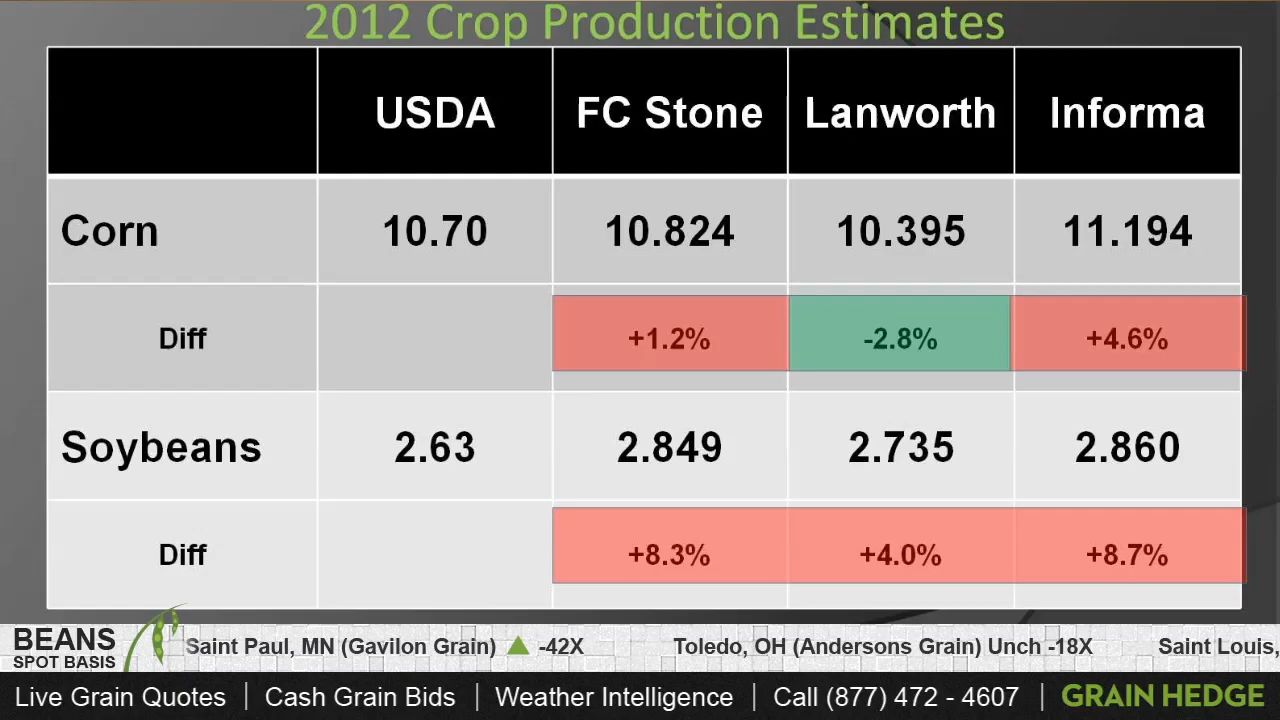 2012 Crop Production Estimates
USDA FC Stone Lanworth Informa
Corn 10.70 10.824 10.395 11.194
Diff +1.2% -2.8% +4.6%
Soybeans 2.63 2.849 2.735 2.860
Diff +8.3% +4.0% +8.7%
BEANS
SPOT BASIS
Saint Paul, MN (Gavilon Grain) ▲ -42X Toledo, OH (Andersons Grain) Unch -18X Saint Louis,
Live Grain Quotes | Cash Grain Bids | Weather Intelligence | Call (877) 472 - 4607 | GRAIN HEDGE